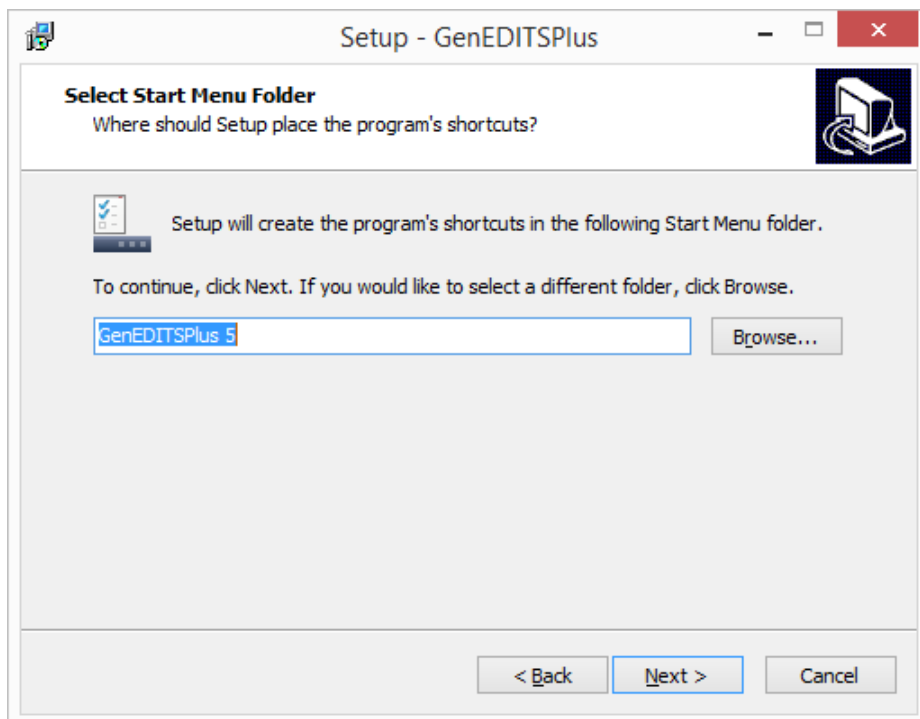 Setup - GenEDITSPlus
Select Start Menu Folder
Where should Setup place the program's shortcuts?
Setup will create the program's shortcuts in the following Start Menu folder.
To continue, click Next. If you would like to select a different folder, click Browse.
GenEDITSPlus 5
Browse...
< Back
Next >
Cancel